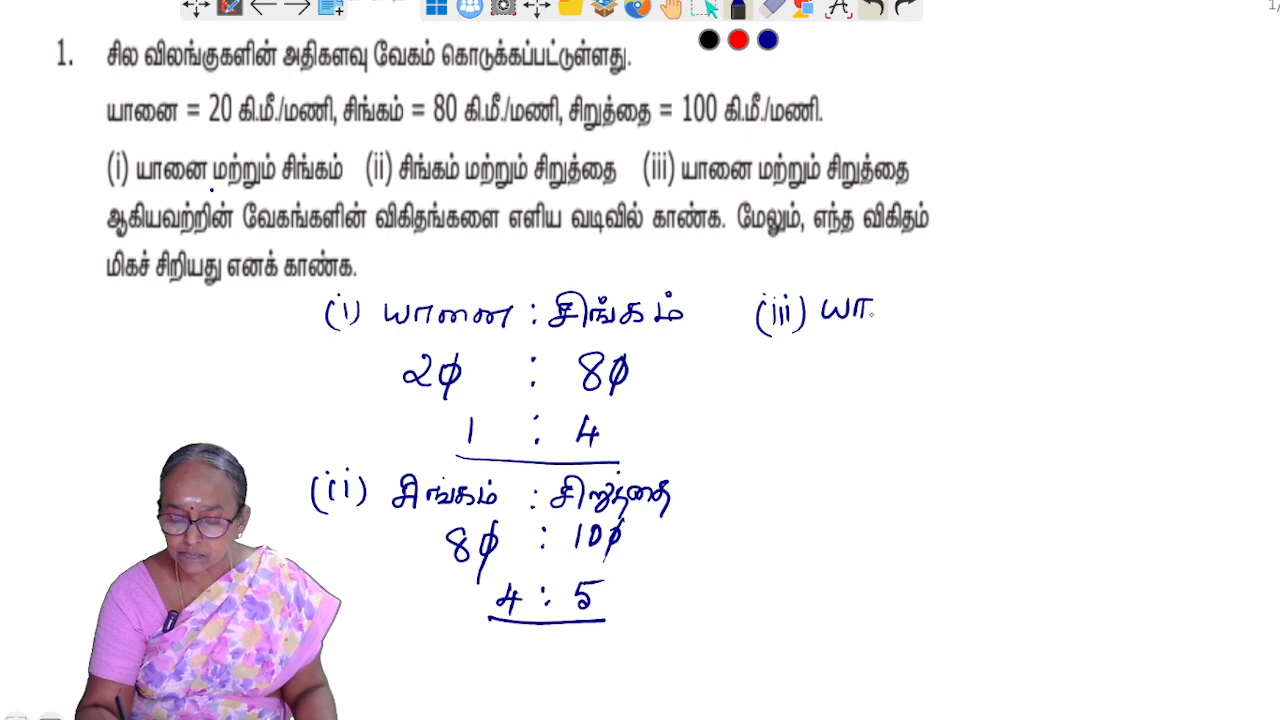 1. சில விலங்குகளின் அதிகளவு வேகம் கொடுக்கப்பட்டுள்ளது.
யானை = 20 கி.மீ./மணி, சிங்கம் = 80 கி.மீ./மணி, சிறுத்தை = 100 கி.மீ./மணி.
(i) யானை மற்றும் சிங்கம் (ii) சிங்கம் மற்றும் சிறுத்தை (iii) யானை மற்றும் சிறுத்தை
ஆகியவற்றின் வேகங்களின் விகிதங்களை எளிய வடிவில் காண்க. மேலும், எந்த விகிதம்
மிகச் சிறியது எனக் காண்க.
(i) யானை : சிங்கம்
20 : 80
1 : 4
(ii) சிங்கம் : சிறுத்தை
80 : 100
4 : 5
(iii) யா